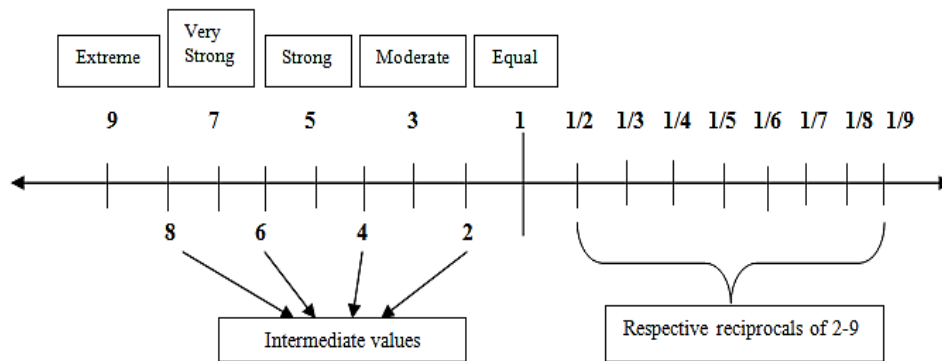 Extreme
Very
Strong
Strong
Moderate
Equal
9 7 5 3 1 1/2 1/3 1/4 1/5 1/6 1/7 1/8 1/9
8 6 4 2
Intermediate values
Respective reciprocals of 2-9